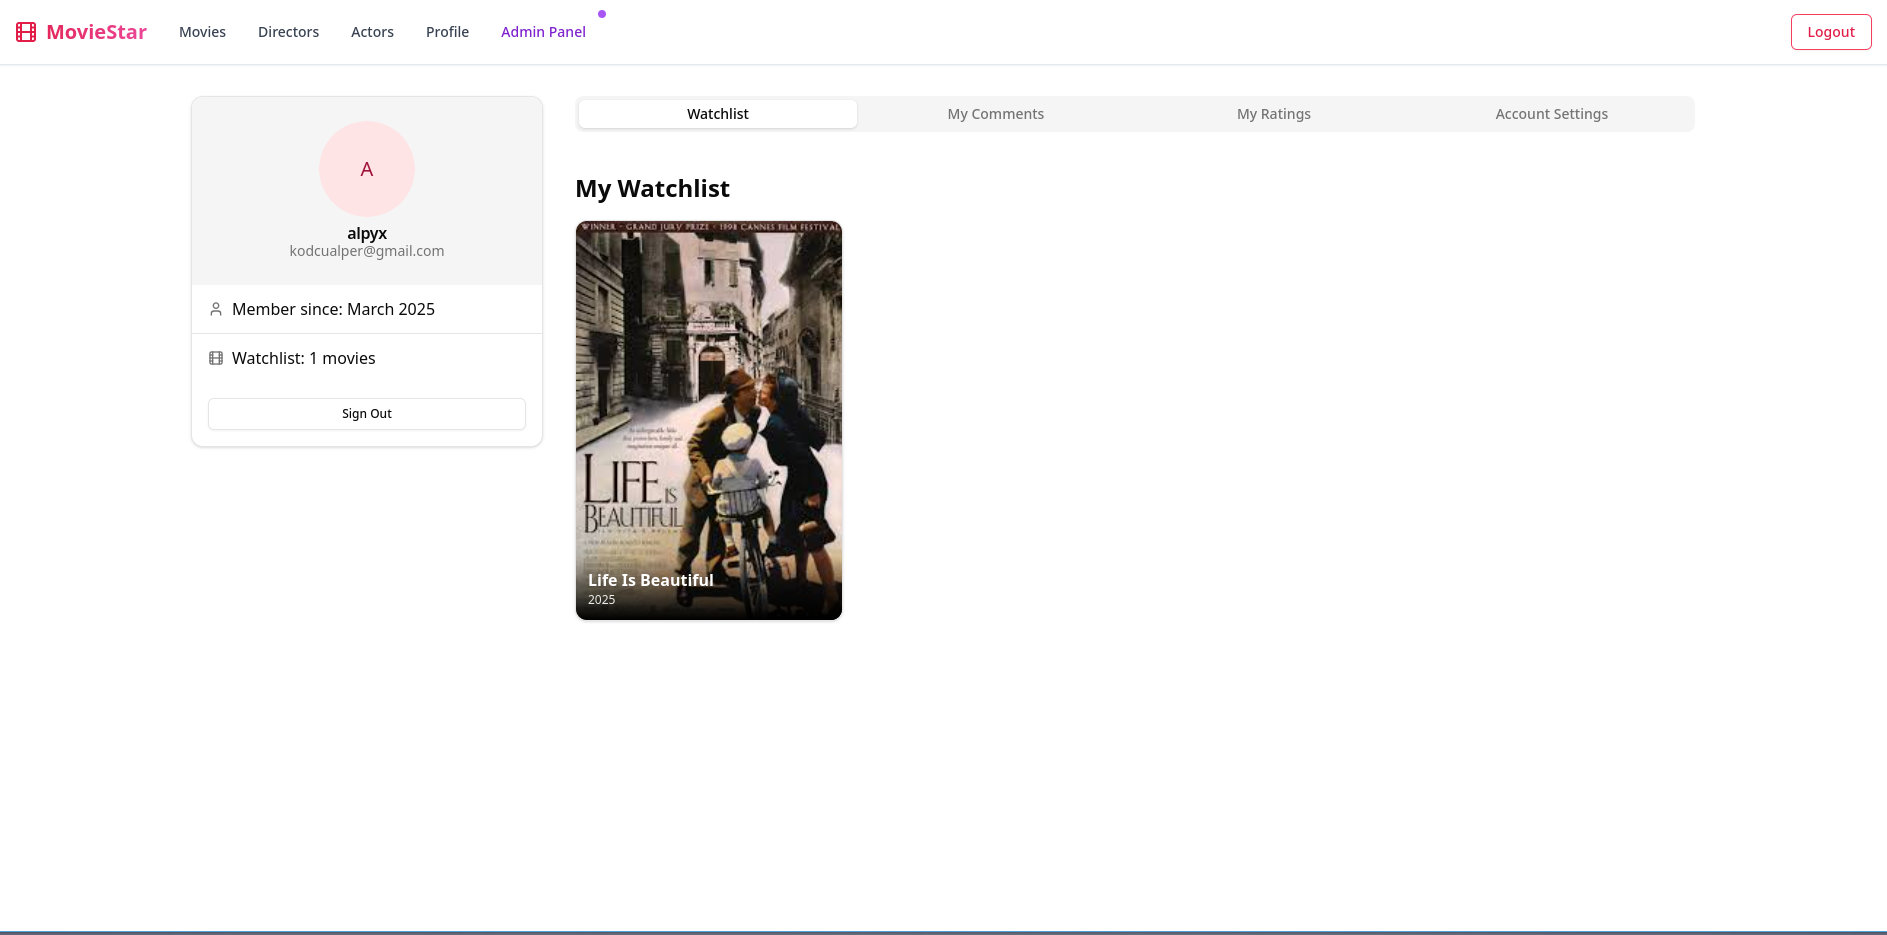 MovieStar
Movies
Directors
Actors
Profile
Admin Panel
Logout
A
alpyx
kodcualper@gmail.com
Member since: March 2025
Watchlist: 1 movies
Sign Out
Watchlist
My Comments
My Ratings
Account Settings
My Watchlist
WINNER - GRAND JURY PRIZE - 1998 CANNES FILM FESTIVAL
LIFE IS
BEAUTIFUL
Life Is Beautiful
2025